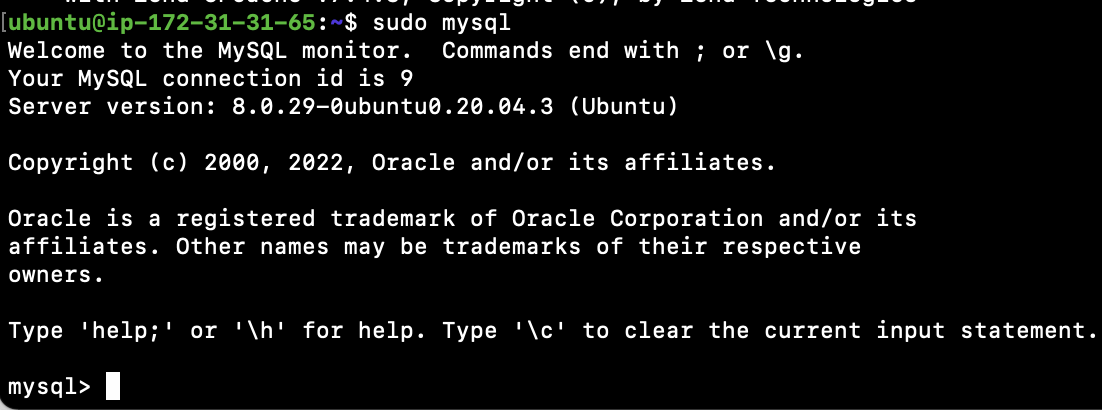 [ubuntu@ip-172-31-31-65:~$ sudo mysql
Welcome to the MySQL monitor.  Commands end with ; or \g.
Your MySQL connection id is 9
Server version: 8.0.29-0ubuntu0.20.04.3 (Ubuntu)
Copyright (c) 2000, 2022, Oracle and/or its affiliates.
Oracle is a registered trademark of Oracle Corporation and/or its
affiliates. Other names may be trademarks of their respective
owners.
Type 'help;' or '\h' for help. Type '\c' to clear the current input statement.
mysql>